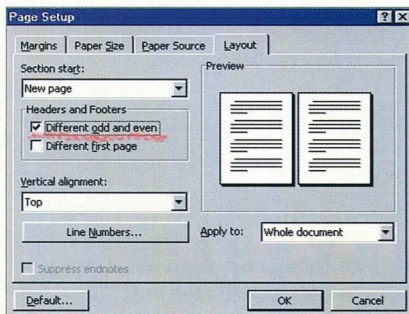 Page Setup
Margins
Paper Size
Paper Source
Layout
Section start:
New page
Headers and Footers
Different odd and even
Different first page
Vertical alignment:
Top
Line Numbers...
Suppress endnotes
Preview
Apply to:
Whole document
Default...
OK
Cancel